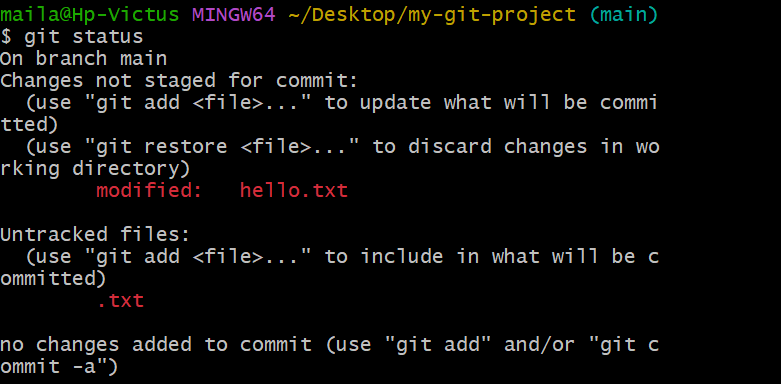 maila@Hp-Victus MINGW64 ~/Desktop/my-git-project (main)
$ git status
On branch main
Changes not staged for commit:
  (use "git add <file>..." to update what will be commi
tted)
  (use "git restore <file>..." to discard changes in wo
rking directory)
        modified:   hello.txt

Untracked files:
  (use "git add <file>..." to include in what will be c
ommitted)
        .txt

no changes added to commit (use "git add" and/or "git c
ommit -a")